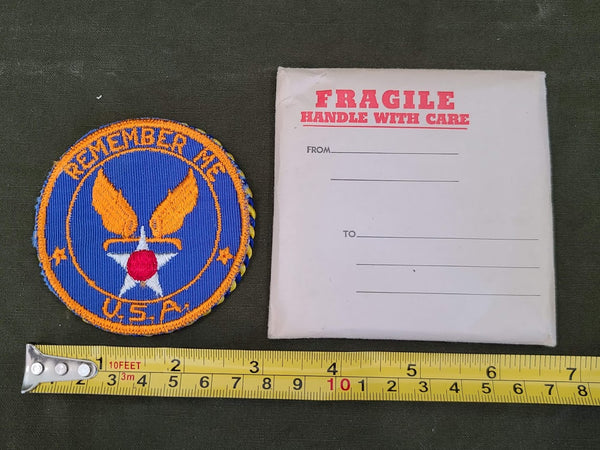 REMEMBER ME
U.S.A.
FRAGILE
HANDLE WITH CARE
FROM
TO
1 10FEET 2 3 4 5 6 7
3m 3 4 5 6 7 8 9 10 1 2 3 4 5 6 7 8